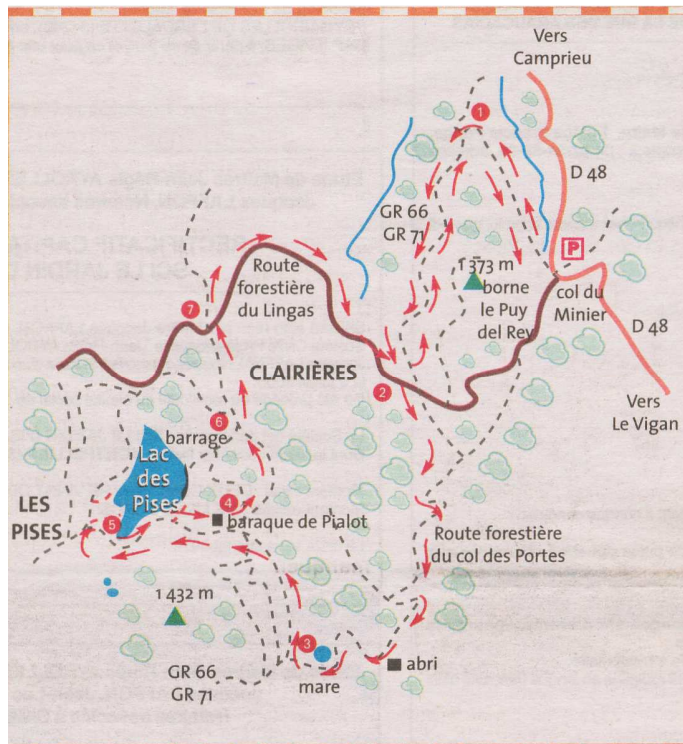 Vers
Camprieu
1
D 48
GR 66
GR 71
P
1 373 m
borne
le Puy
del Rey
col du
Minier
Route
forestière
du Lingas
7
D 48
CLAIRIÈRES
2
Vers
Le Vigan
6
barrage
Lac
des
Pises
4
LES
PISES
5
baraque de Pialot
Route forestière
du col des Portes
1 432 m
3
abri
GR 66
GR 71
mare